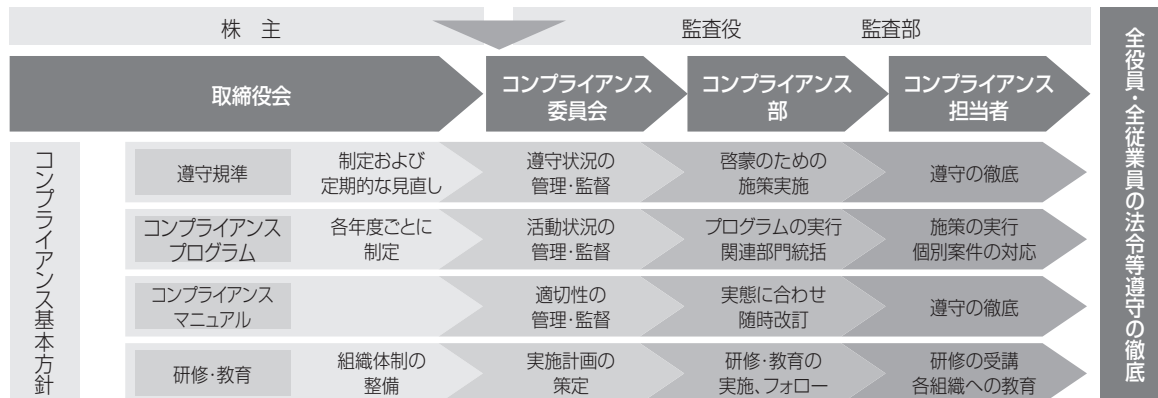 株 主
監査役 監査部
取締役会
コンプライアンス
委員会
コンプライアンス
部
コンプライアンス
担当者
コンプライアンス基本方針
遵守規準
制定および
定期的な見直し
遵守状況の
管理・監督
啓蒙のための
施策実施
遵守の徹底
コンプライアンス
プログラム
各年度ごとに
制定
活動状況の
管理・監督
プログラムの実行
関連部門統括
施策の実行
個別案件の対応
コンプライアンス
マニュアル
適切性の
管理・監督
実態に合わせ
随時改訂
遵守の徹底
研修・教育
組織体制の
整備
実施計画の
策定
研修・教育の
実施、フォロー
研修の受講
各組織への教育
全役員・全従業員の法令等遵守の徹底